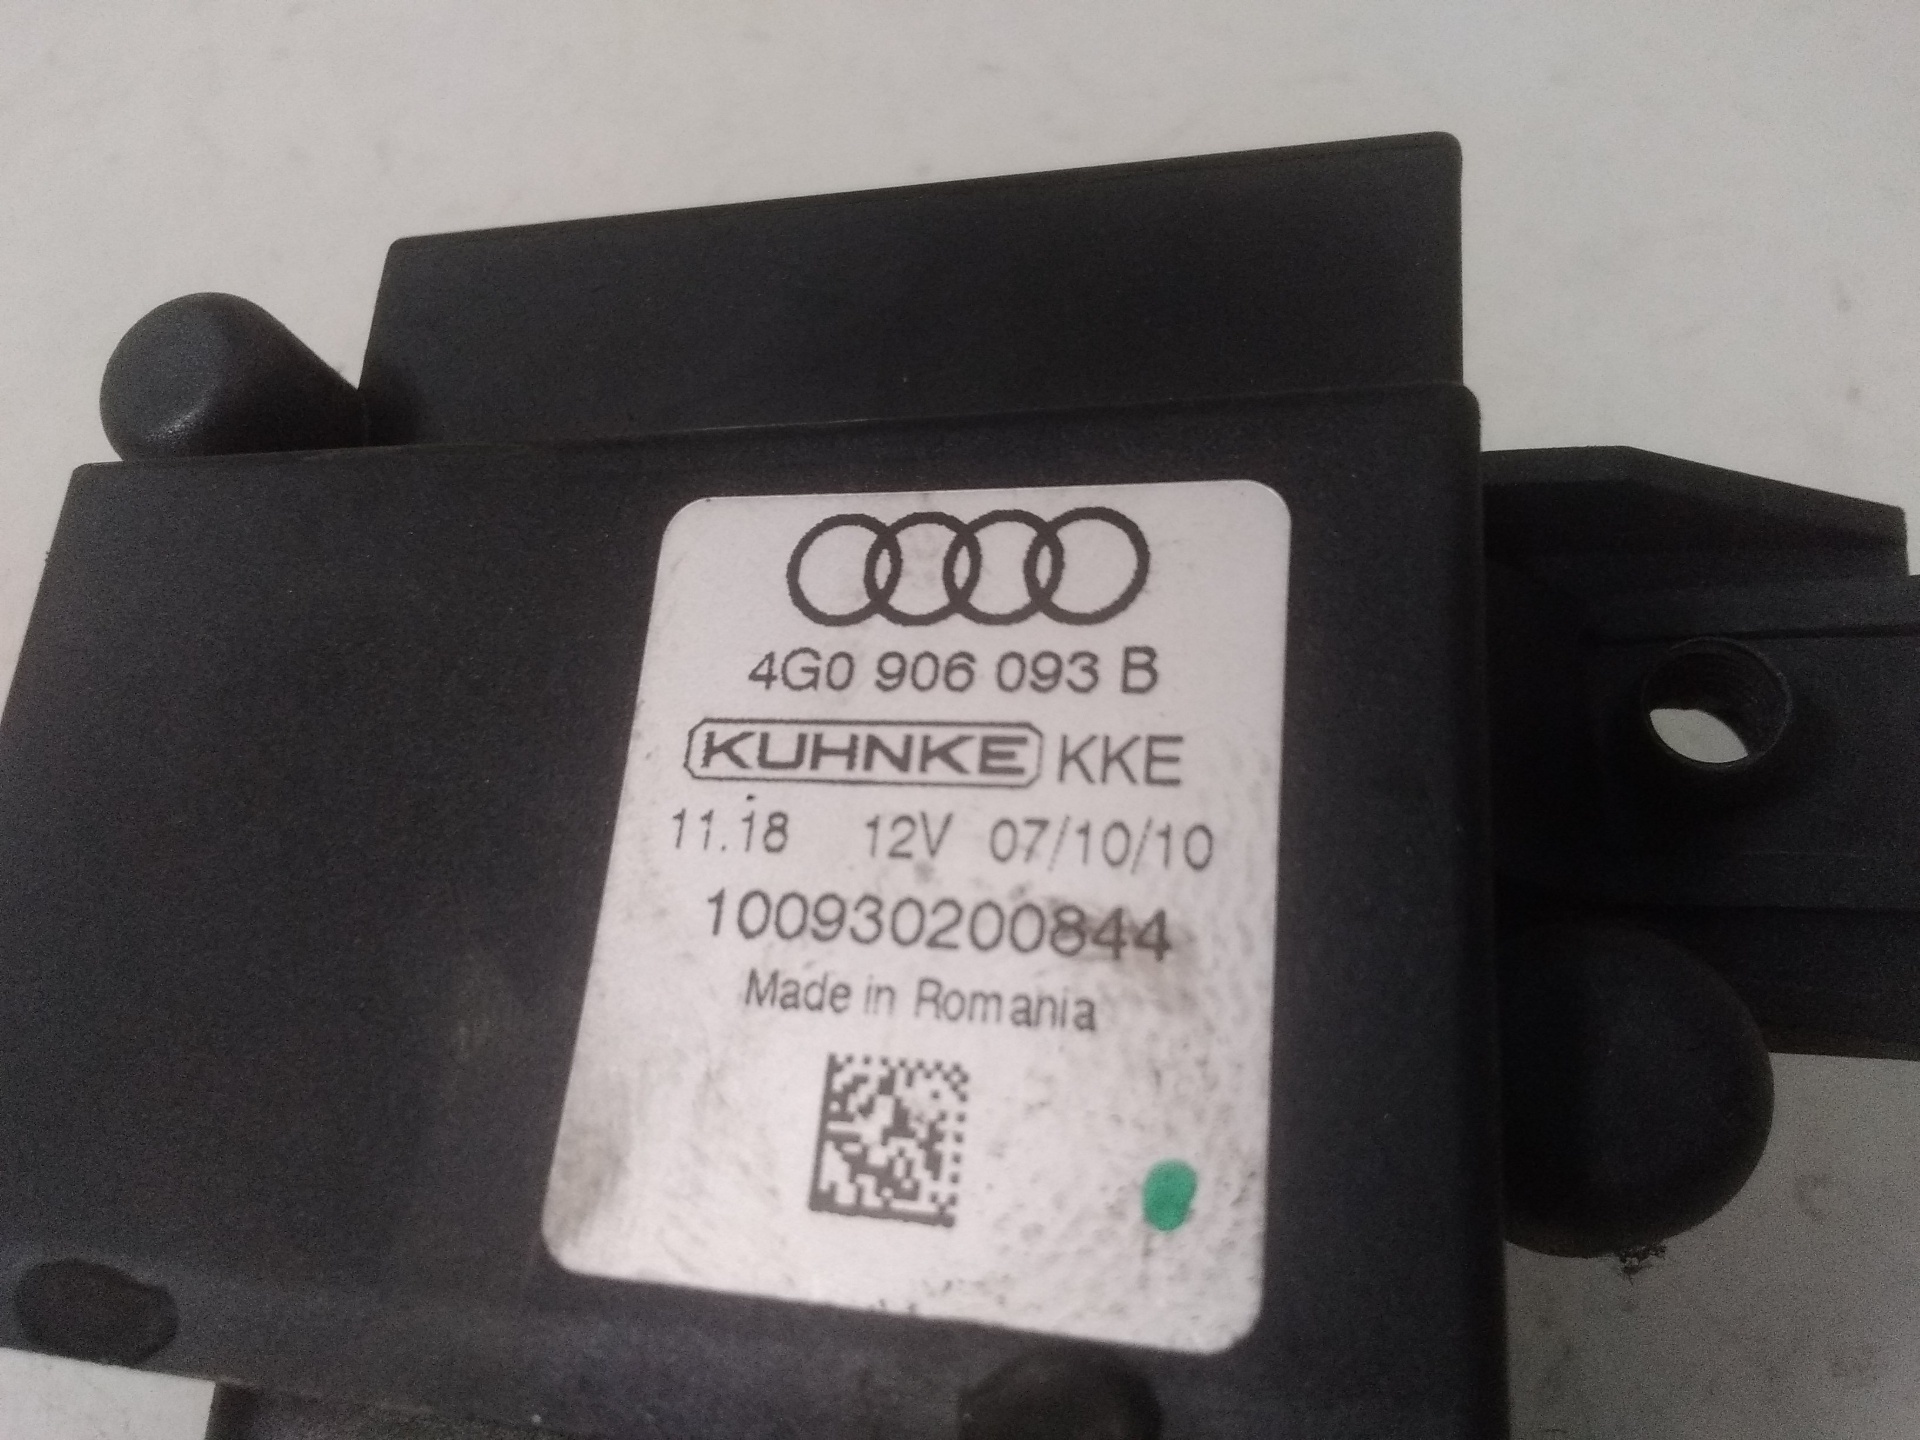 4G0 906 093 B
KUHNKE KKE
11.18 12V 07/10/10
100930200844
Made in Romania